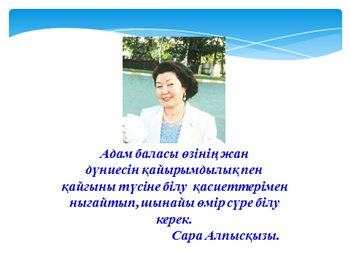 Адам баласы өзінің жан
дүниесін қайырымдылық пен
қайғыны түсіне білу қасиеттерімен
нығайтып, шынайы өмір сүре білу
керек.
Сара Алпысқызы.